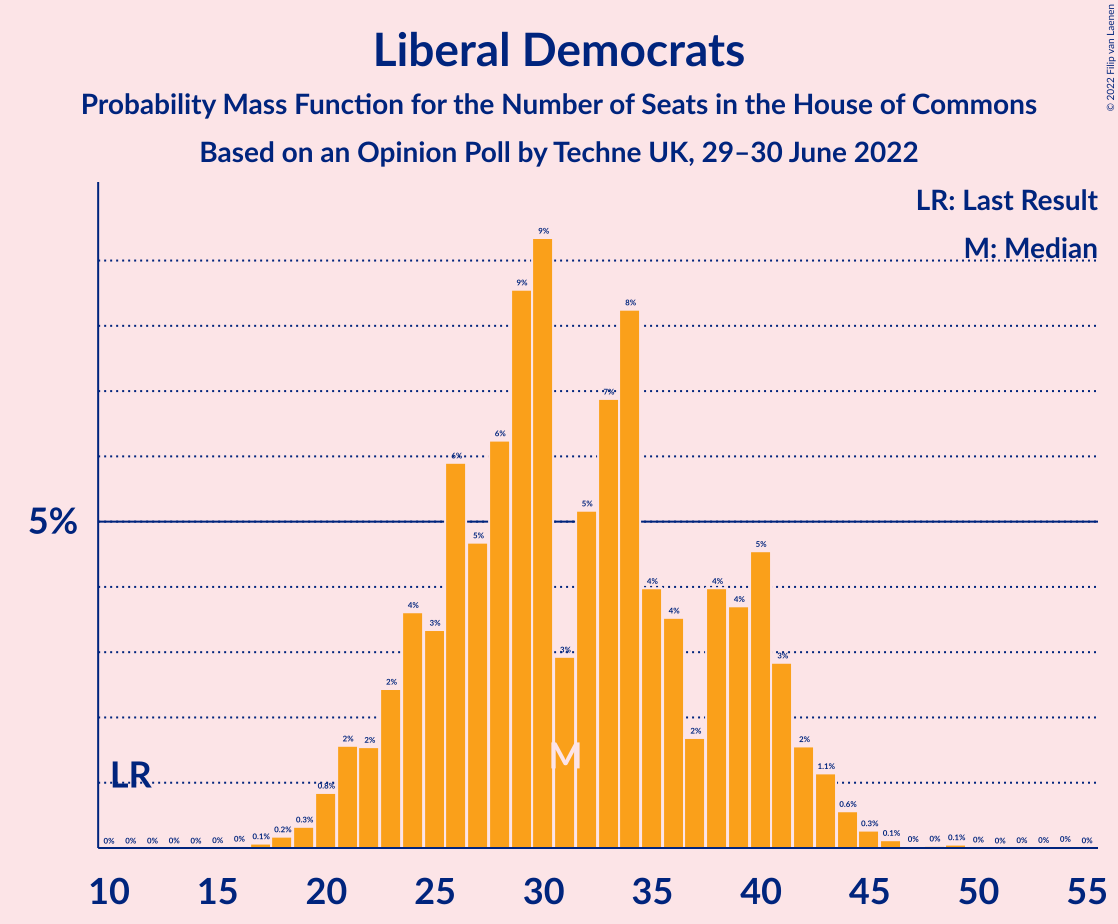 Liberal Democrats
Probability Mass Function for the Number of Seats in the House of Commons
Based on an Opinion Poll by Techne UK, 29–30 June 2022
© 2022 Filip van Laenen
LR: Last Result
M: Median
5%
0% 0% 0% 0% 0% 0% 0% 0.1% 0.2% 0.3% 0.8% 2% 2% 2% 4% 3% 6% 5% 6% 9% 9% 3% 5% 7% 8% 4% 4% 2% 4% 4% 5% 3% 2% 1.1% 0.6% 0.3% 0.1% 0% 0% 0.1% 0% 0% 0% 0% 0% 0%
LR
M
10 15 20 25 30 35 40 45 50 55